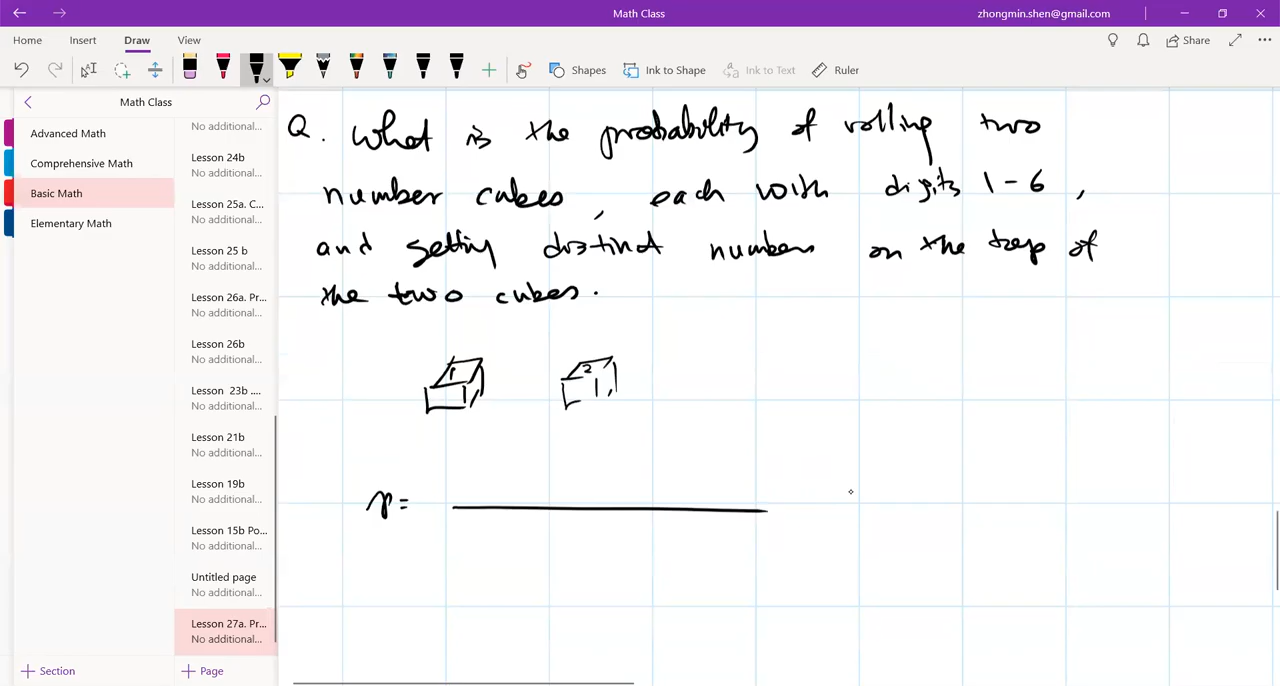 Math Class
zhongmin.shen@gmail.com
Home Insert Draw View
Share
Shapes
Ink to Shape
Ink to Text
Ruler
Math Class
Advanced Math
Comprehensive Math
Basic Math
Elementary Math
No additional...
Lesson 24b
No additional...
Lesson 25a. C...
No additional...
Lesson 25 b
No additional...
Lesson 26a. Pr...
No additional...
Lesson 26b
No additional...
Lesson 23b ....
No additional...
Lesson 21b
No additional...
Lesson 19b
No additional...
Lesson 15b Po...
No additional...
Untitled page
No additional...
Lesson 27a. Pr...
No additional...
Section
Page
Q. What is the probability of rolling two
number cubes, each with digits 1-6,
and getting distinct numbers on the top of
the two cubes.
1 2
p =